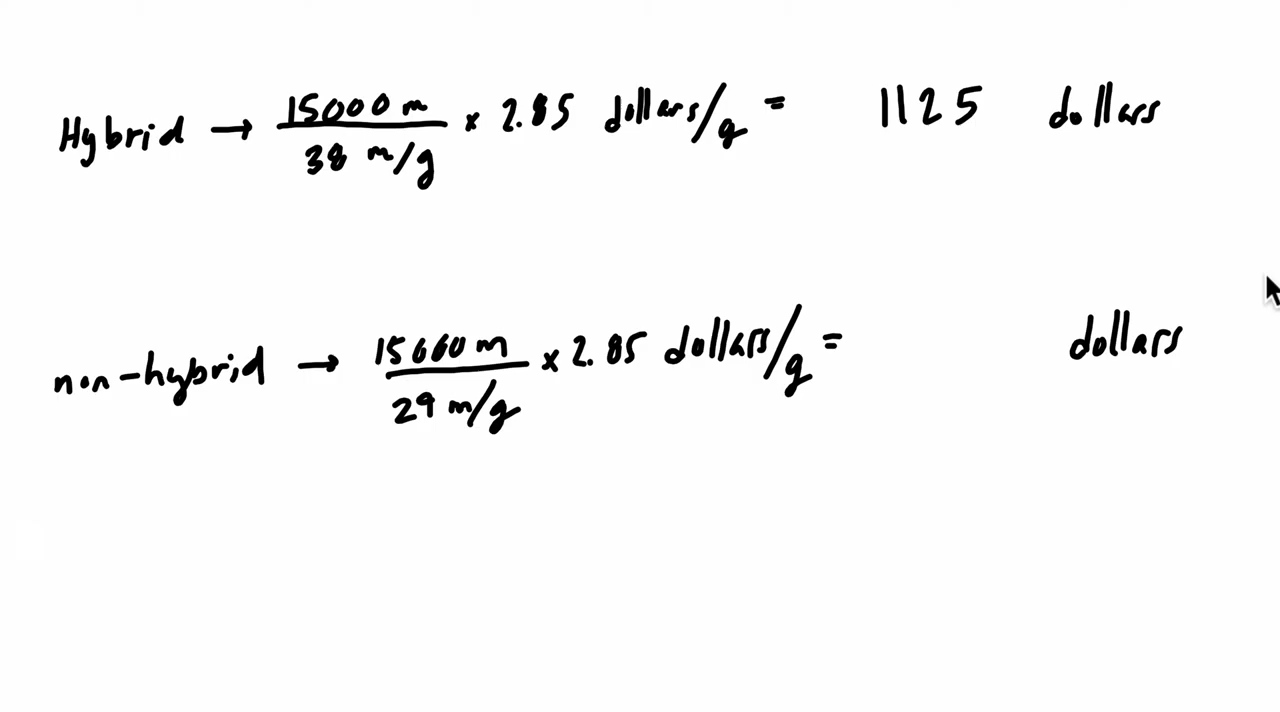 Hybrid → 15000 m / 38 m/g × 2.85 dollars/g = 1125 dollars
non-hybrid → 15000 m / 29 m/g × 2.85 dollars/g = dollars